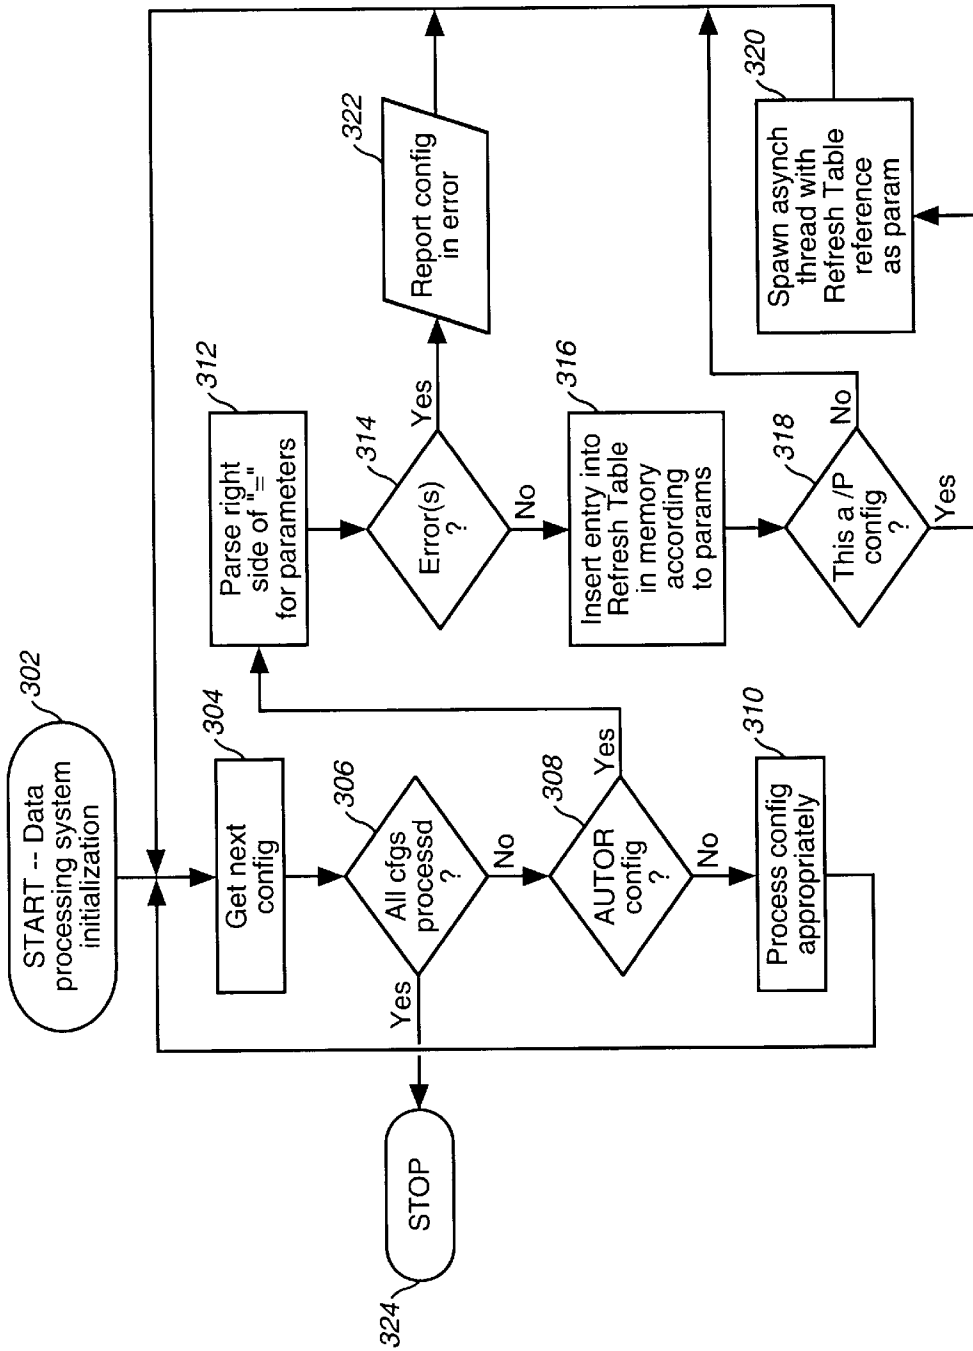 302
START -- Data
processing system
initialization
304
Get next
config
306
All cfgs
processd
?
Yes
No
324
STOP
308
AUTOR
config
?
Yes
No
310
Process config
appropriately
312
Parse right
side of "="
for parameters
314
Error(s)
?
Yes
No
322
Report config
in error
316
Insert entry into
Refresh Table
in memory
according
to params
318
This a /P
config
?
No
Yes
320
Spawn asynch
thread with
Refresh Table
reference
as param